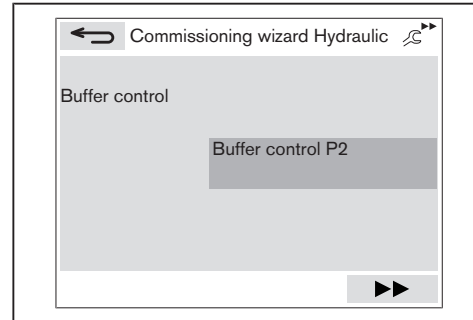 Commissioning wizard Hydraulic
Buffer control
Buffer control P2